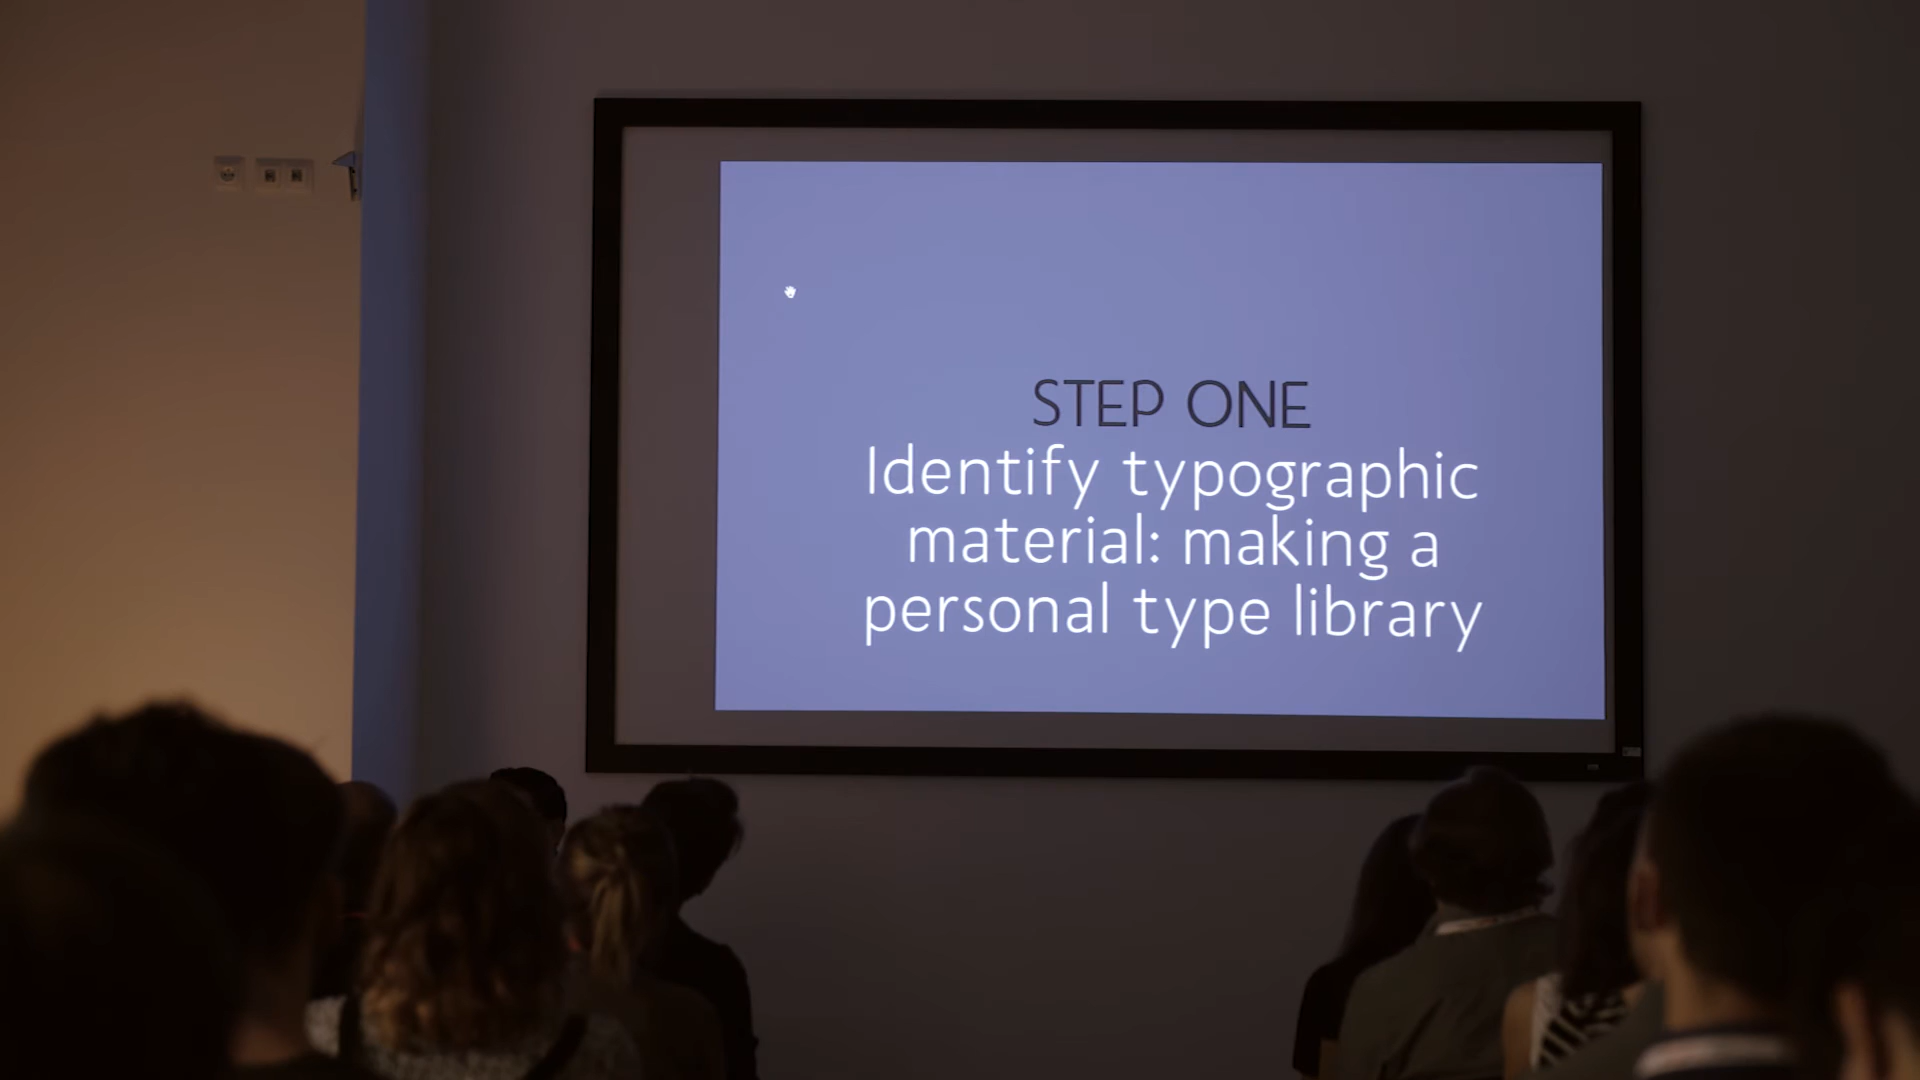 STEP ONE
Identify typographic
material: making a
personal type library